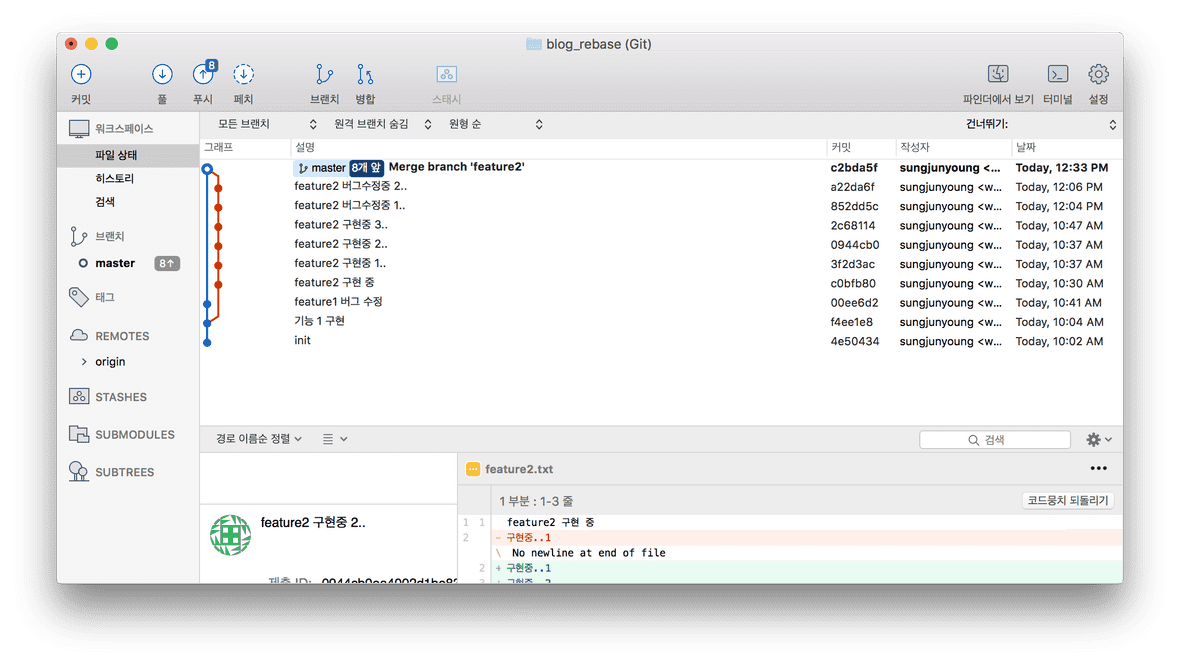 blog_rebase (Git)
8
커밋 풀 푸시 페치 브랜치 병합 스태시 파인더에서 보기 터미널 설정
워크스페이스
파일 상태
히스토리
검색
브랜치
master 8↑
태그
REMOTES
origin
STASHES
SUBMODULES
SUBTREES
모든 브랜치 원격 브랜치 숨김 원형 순 건너뛰기:
그래프 설명 커밋 작성자 날짜
master 8개 앞 Merge branch 'feature2' c2bda5f sungjunyoung <... Today, 12:33 PM
feature2 버그수정중 2.. a22da6f sungjunyoung <w... Today, 12:06 PM
feature2 버그수정중 1.. 852dd5c sungjunyoung <w... Today, 12:04 PM
feature2 구현중 3.. 2c68114 sungjunyoung <w... Today, 10:47 AM
feature2 구현중 2.. 0944cb0 sungjunyoung <w... Today, 10:37 AM
feature2 구현중 1.. 3f2d3ac sungjunyoung <w... Today, 10:37 AM
feature2 구현 중 c0bfb80 sungjunyoung <w... Today, 10:30 AM
feature1 버그 수정 00ee6d2 sungjunyoung <w... Today, 10:41 AM
기능 1 구현 f4ee1e8 sungjunyoung <w... Today, 10:04 AM
init 4e50434 sungjunyoung <w... Today, 10:02 AM
경로 이름순 정렬 검색
feature2 구현중 2..
제출 ID:
feature2.txt
1 부분 : 1-3 줄 코드뭉치 되돌리기
1 1 feature2 구현 중
2 - 구현중..1
\ No newline at end of file
2 + 구현중..1
3 + 구현중..2